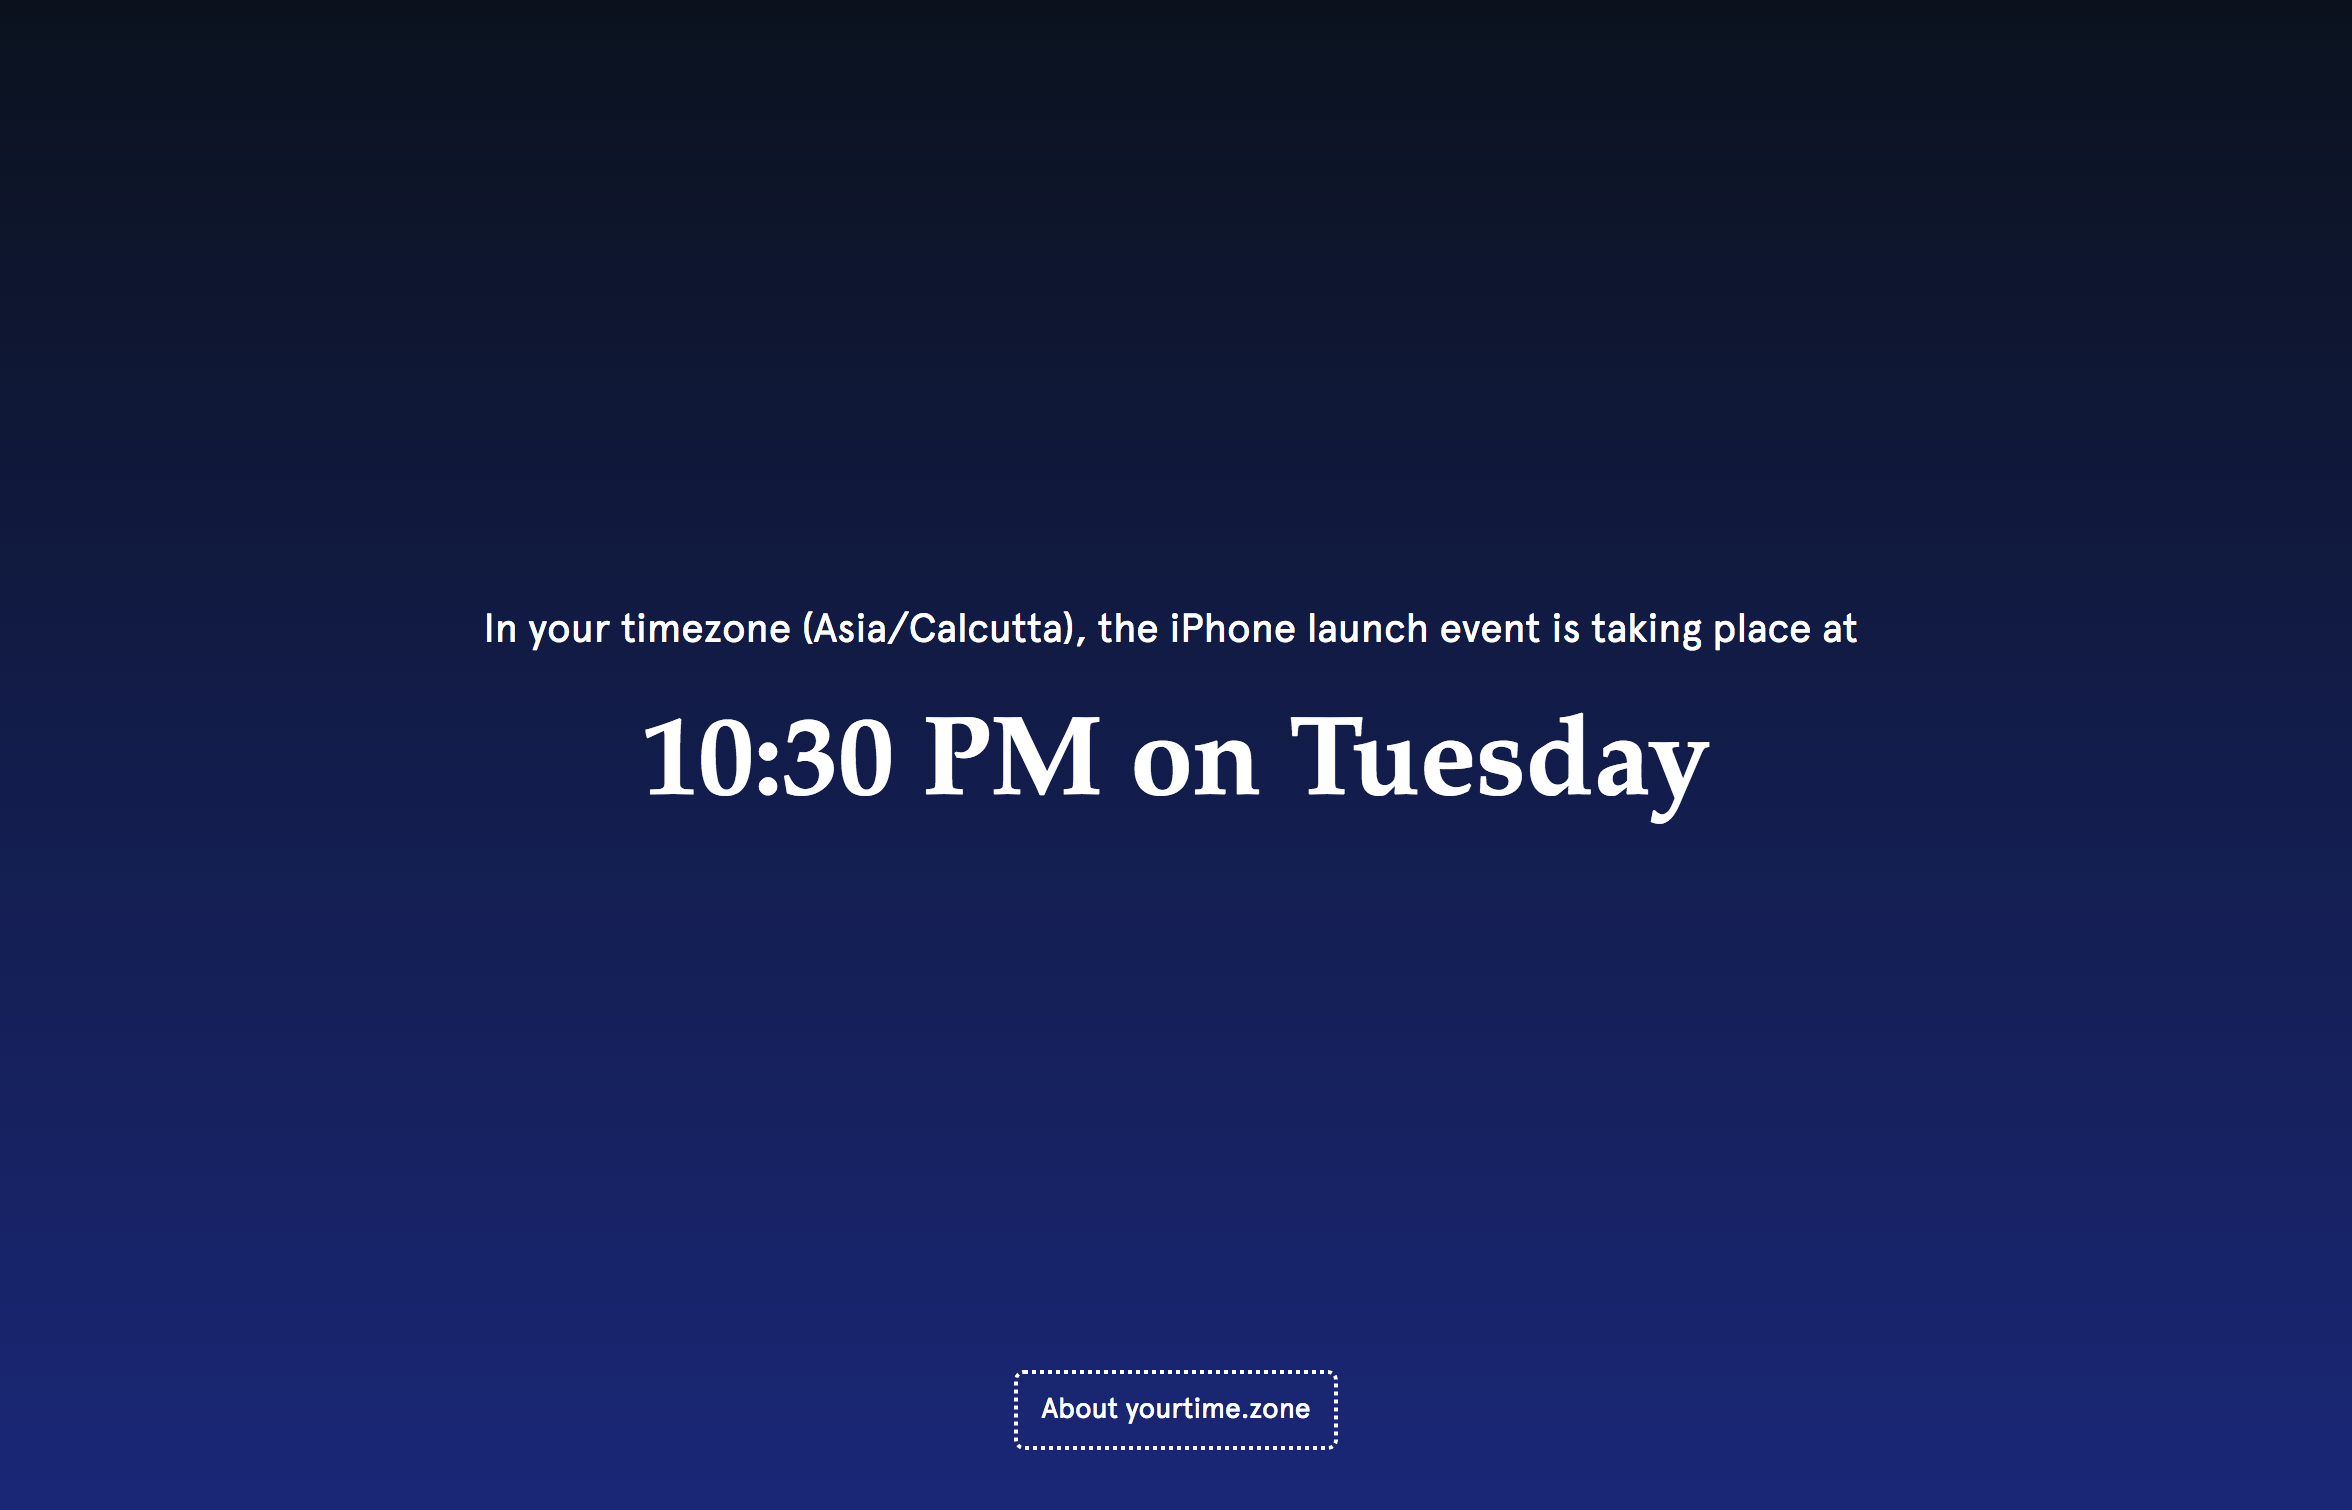 In your timezone (Asia/Calcutta), the iPhone launch event is taking place at
10:30 PM on Tuesday
About yourtime.zone